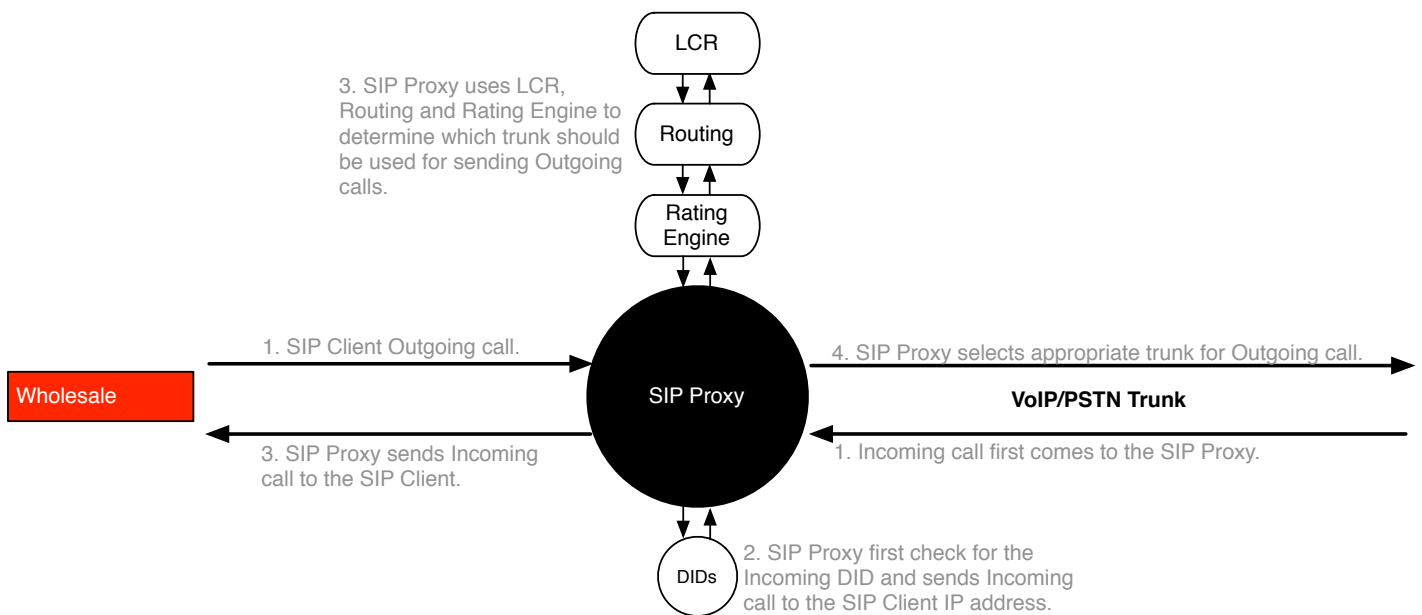 LCR
3. SIP Proxy uses LCR,
Routing and Rating Engine to
determine which trunk should
be used for sending Outgoing
calls.
Routing
Rating
Engine
1. SIP Client Outgoing call.
4. SIP Proxy selects appropriate trunk for Outgoing call.
Wholesale
SIP Proxy
VoIP/PSTN Trunk
3. SIP Proxy sends Incoming
call to the SIP Client.
1. Incoming call first comes to the SIP Proxy.
DIDs
2. SIP Proxy first check for the
Incoming DID and sends Incoming
call to the SIP Client IP address.